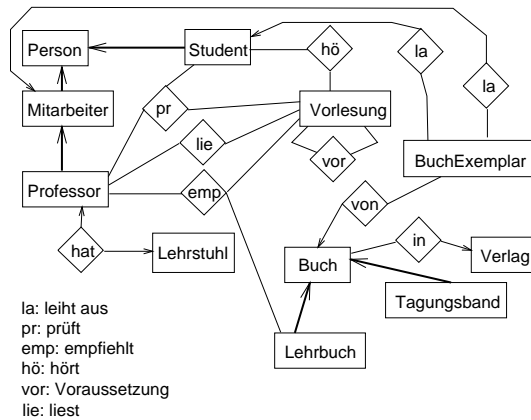 Person
Student
hö
la
la
Mitarbeiter
pr
Vorlesung
lie
vor
BuchExemplar
Professor
emp
von
hat
Lehrstuhl
Buch
in
Verlag
Tagungsband
la: leiht aus
pr: prüft
emp: empfiehlt
Lehrbuch
hö: hört
vor: Voraussetzung
lie: liest